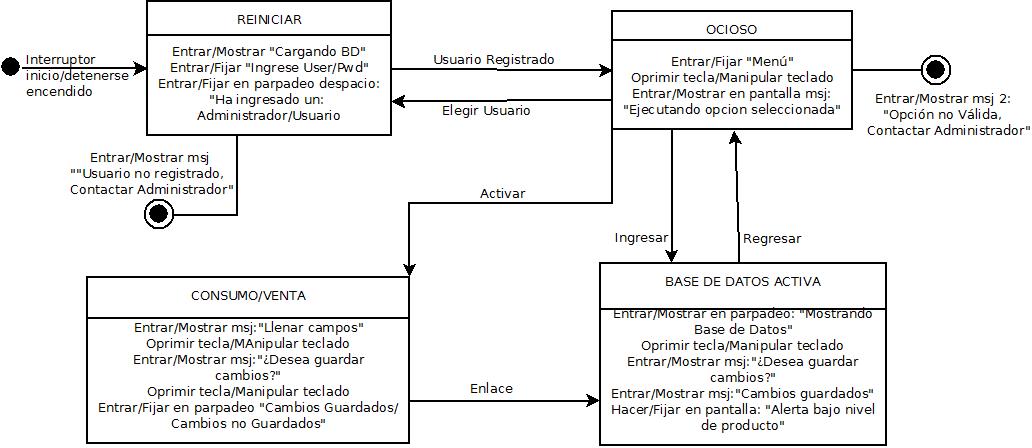 REINICIAR
Entrar/Mostrar "Cargando BD"
Entrar/Fijar "Ingrese User/Pwd"
Entrar/Fijar en parpadeo despacio:
"Ha ingresado un:
Administrador/Usuario
Interruptor
inicio/detenerse
encendido
Usuario Registrado
Elegir Usuario
OCIOSO
Entrar/Fijar "Menú"
Oprimir tecla/Manipular teclado
Entrar/Mostrar en pantalla msj:
"Ejecutando opcion seleccionada"
Entrar/Mostrar msj 2:
"Opción no Válida,
Contactar Administrador"
Entrar/Mostrar msj
""Usuario no registrado,
Contactar Administrador"
Activar
Ingresar
Regresar
CONSUMO/VENTA
Entrar/Mostrar msj:"Llenar campos"
Oprimir tecla/MAnipular teclado
Entrar/Mostrar msj:"¿Desea guardar
cambios?"
Oprimir tecla/Manipular teclado
Entrar/Fijar en parpadeo "Cambios Guardados/
Cambios no Guardados"
Enlace
BASE DE DATOS ACTIVA
Entrar/Mostrar en parpadeo: "Mostrando
Base de Datos"
Oprimir tecla/Manipular teclado
Entrar/Mostrar msj:"¿Desea guardar
cambios?"
Entrar/Mostrar msj:"Cambios guardados"
Hacer/Fijar en pantalla: "Alerta bajo nivel
de producto"